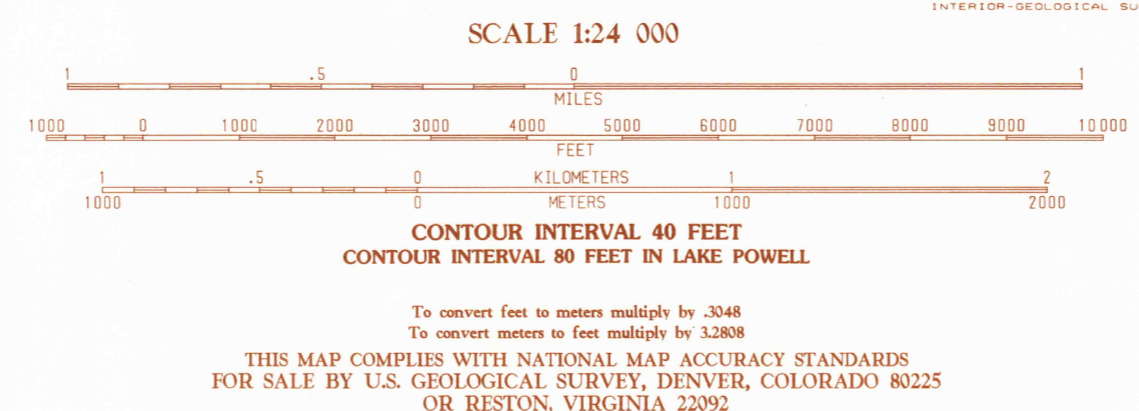 INTERIOR-GEOLOGICAL SU
SCALE 1:24 000
1 .5 0 1
MILES
1000 0 1000 2000 3000 4000 5000 6000 7000 8000 9000 10 000
FEET
1 .5 0 KILOMETERS 1 2
1000 0 METERS 1000 2000
CONTOUR INTERVAL 40 FEET
CONTOUR INTERVAL 80 FEET IN LAKE POWELL
To convert feet to meters multiply by .3048
To convert meters to feet multiply by 3.2808
THIS MAP COMPLIES WITH NATIONAL MAP ACCURACY STANDARDS
FOR SALE BY U.S. GEOLOGICAL SURVEY, DENVER, COLORADO 80225
OR RESTON, VIRGINIA 22092